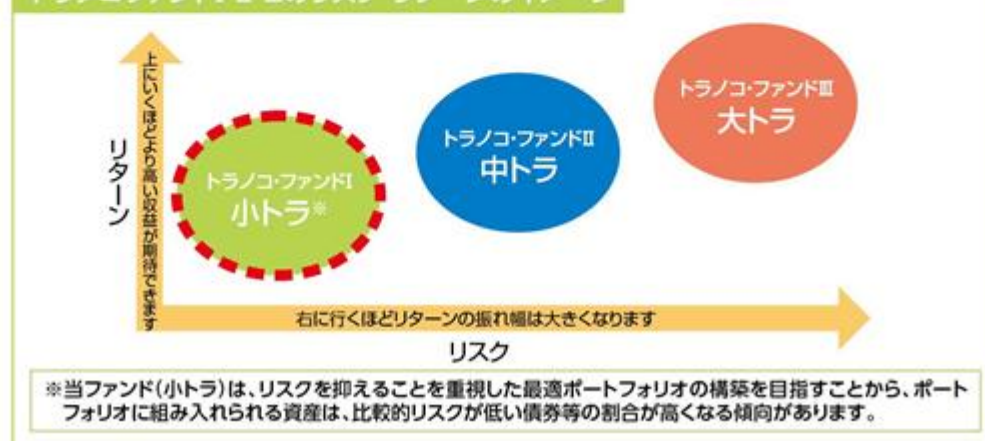 トラノコ・ファンドⅢ
大トラ
トラノコ・ファンドⅡ
中トラ
トラノコ・ファンドⅠ
小トラ※
リターン
上にいくほどより高い収益が期待できます
右に行くほどリターンの振れ幅は大きくなります
リスク
※当ファンド(小トラ)は、リスクを抑えることを重視した最適ポートフォリオの構築を目指すことから、ポート
フォリオに組み入れられる資産は、比較的リスクが低い債券等の割合が高くなる傾向があります。